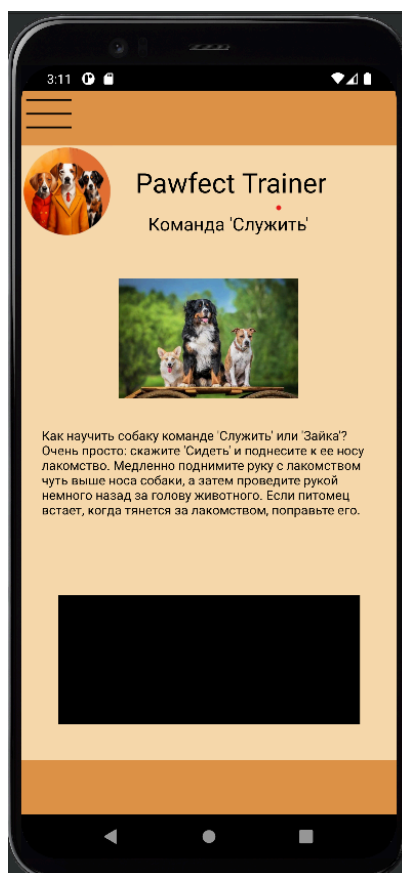 3:11
Pawfect Trainer
Команда 'Служить'
Как научить собаку команде 'Служить' или 'Зайка'?
Очень просто: скажите 'Сидеть' и поднесите к ее носу
лакомство. Медленно поднимите руку с лакомством
чуть выше носа собаки, а затем проведите рукой
немного назад за голову животного. Если питомец
встает, когда тянется за лакомством, поправьте его.